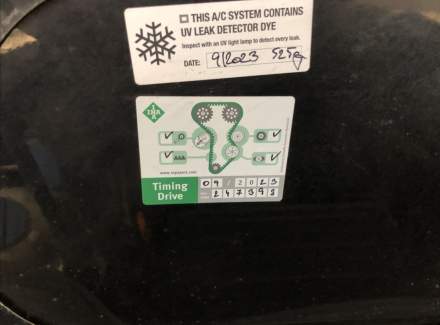 THIS A/C SYSTEM CONTAINS
UV LEAK DETECTOR DYE
Inspect with an UV light lamp to detect every leak.
DATE: 9/2023 525g
INA
Timing
Drive
09/2023
247398